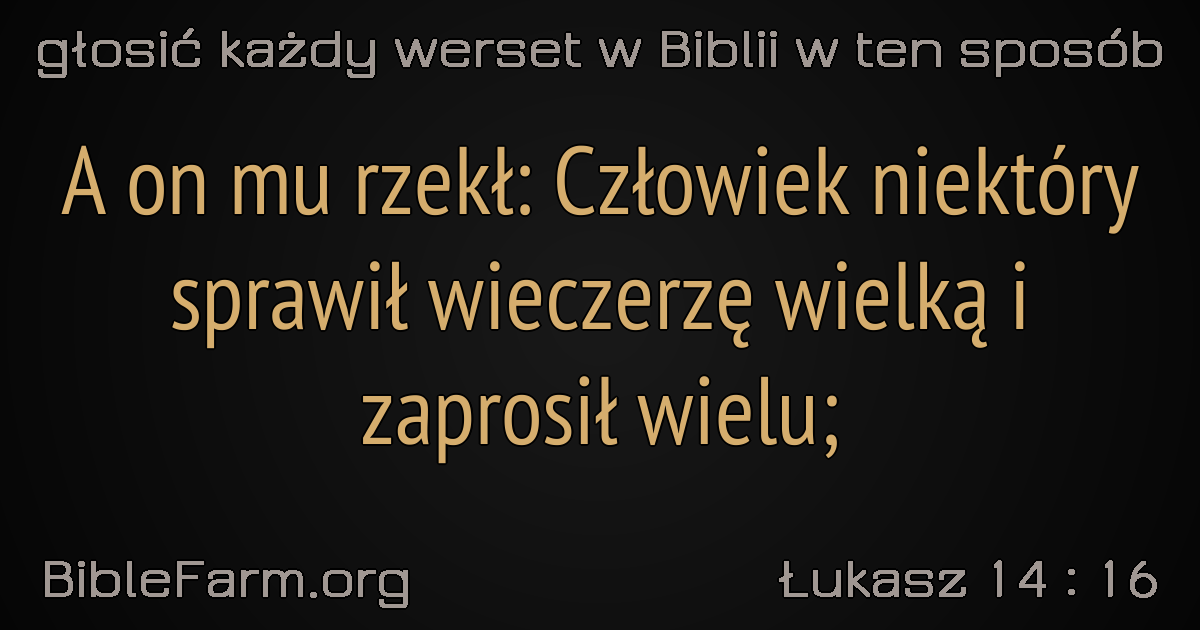 głosić każdy werset w Biblii w ten sposób
A on mu rzekł: Człowiek niektóry
sprawił wieczerzę wielką i
zaprosił wielu;
BibleFarm.org
Łukasz 14 : 16